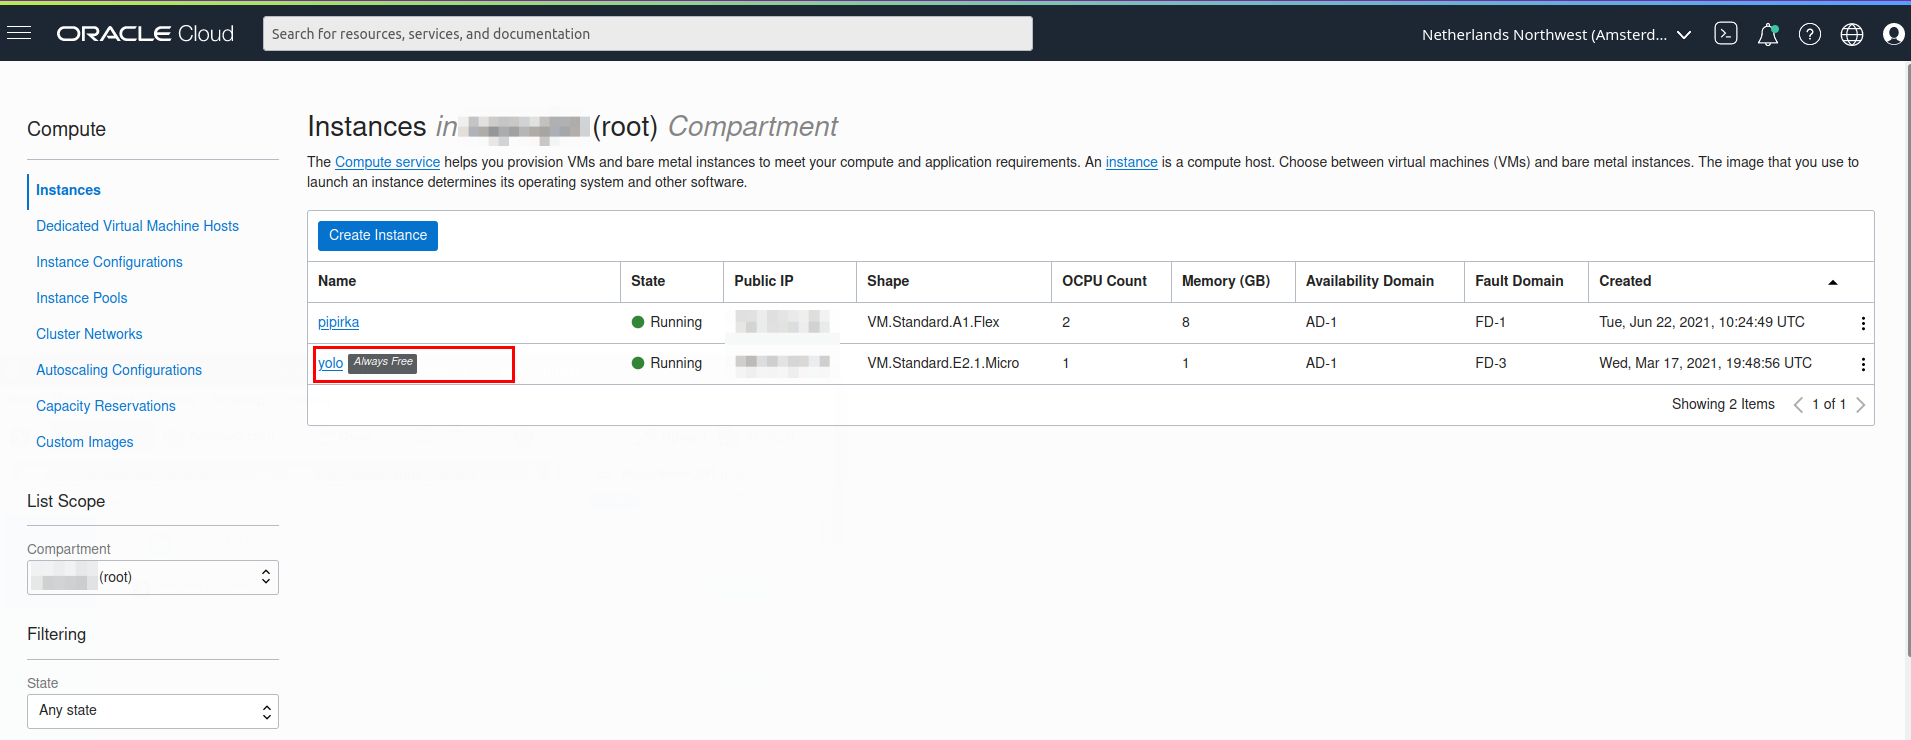 ORACLE Cloud
Search for resources, services, and documentation
Netherlands Northwest (Amsterd...
Compute
Instances
Dedicated Virtual Machine Hosts
Instance Configurations
Instance Pools
Cluster Networks
Autoscaling Configurations
Capacity Reservations
Custom Images
List Scope
Compartment
(root)
Filtering
State
Any state
Instances in (root) Compartment
The Compute service helps you provision VMs and bare metal instances to meet your compute and application requirements. An instance is a compute host. Choose between virtual machines (VMs) and bare metal instances. The image that you use to
launch an instance determines its operating system and other software.
Create Instance
Name State Public IP Shape OCPU Count Memory (GB) Availability Domain Fault Domain Created
pipirka Running VM.Standard.A1.Flex 2 8 AD-1 FD-1 Tue, Jun 22, 2021, 10:24:49 UTC
yolo Always Free Running VM.Standard.E2.1.Micro 1 1 AD-1 FD-3 Wed, Mar 17, 2021, 19:48:56 UTC
Showing 2 Items 1 of 1